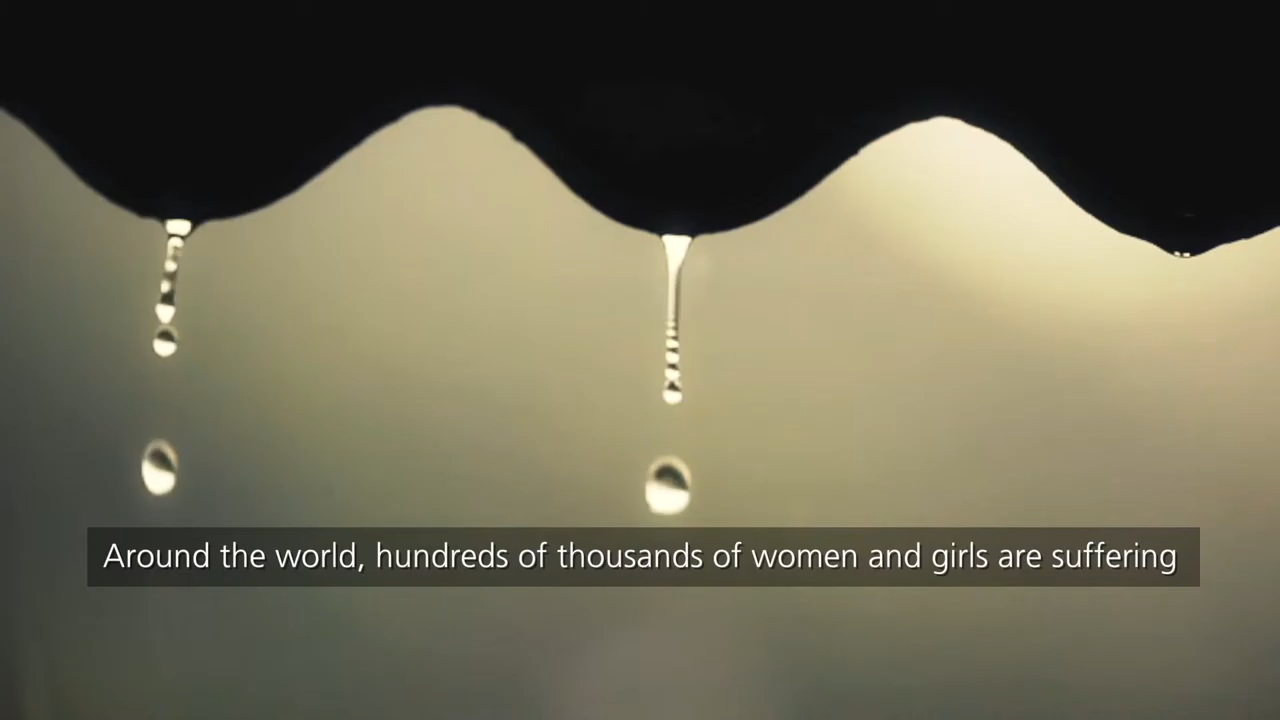 Around the world, hundreds of thousands of women and girls are suffering